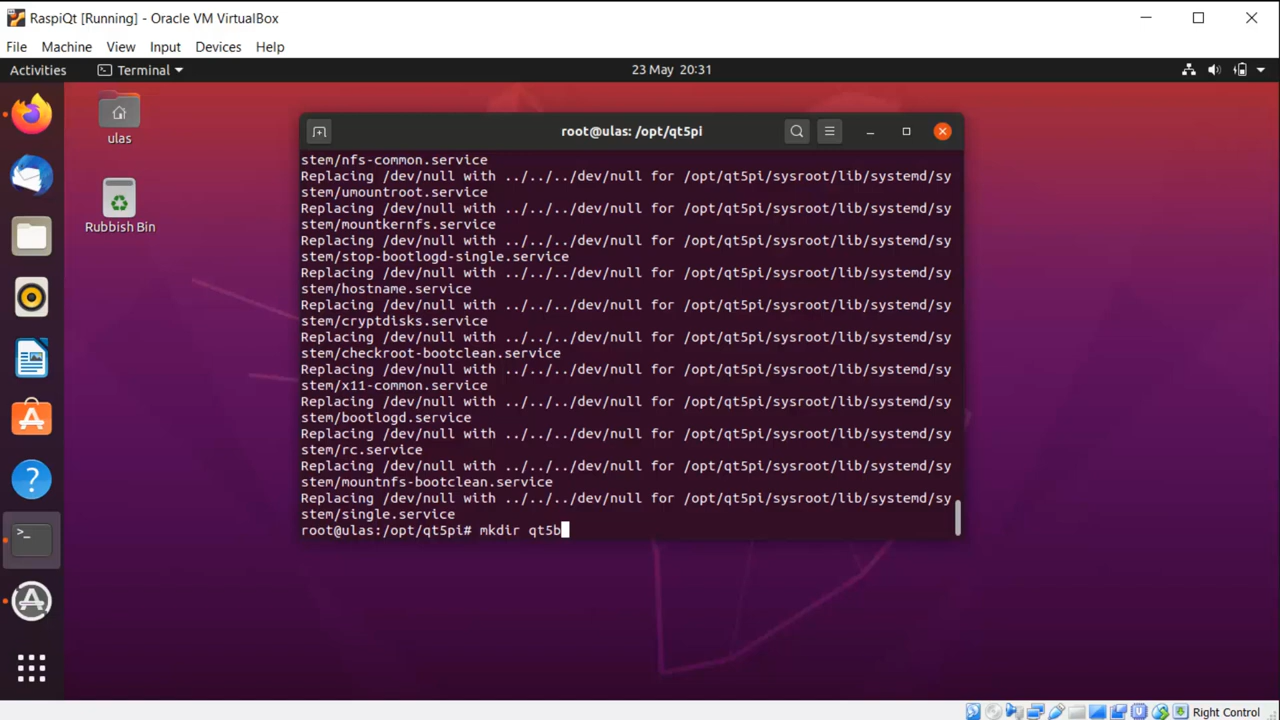 RaspiQt [Running] - Oracle VM VirtualBox
File Machine View Input Devices Help
Activities Terminal 23 May 20:31
ulas
Rubbish Bin
root@ulas: /opt/qt5pi
stem/nfs-common.service
Replacing /dev/null with ../../../dev/null for /opt/qt5pi/sysroot/lib/systemd/sy
stem/umountroot.service
Replacing /dev/null with ../../../dev/null for /opt/qt5pi/sysroot/lib/systemd/sy
stem/mountkernfs.service
Replacing /dev/null with ../../../dev/null for /opt/qt5pi/sysroot/lib/systemd/sy
stem/stop-bootlogd-single.service
Replacing /dev/null with ../../../dev/null for /opt/qt5pi/sysroot/lib/systemd/sy
stem/hostname.service
Replacing /dev/null with ../../../dev/null for /opt/qt5pi/sysroot/lib/systemd/sy
stem/cryptdisks.service
Replacing /dev/null with ../../../dev/null for /opt/qt5pi/sysroot/lib/systemd/sy
stem/checkroot-bootclean.service
Replacing /dev/null with ../../../dev/null for /opt/qt5pi/sysroot/lib/systemd/sy
stem/x11-common.service
Replacing /dev/null with ../../../dev/null for /opt/qt5pi/sysroot/lib/systemd/sy
stem/bootlogd.service
Replacing /dev/null with ../../../dev/null for /opt/qt5pi/sysroot/lib/systemd/sy
stem/rc.service
Replacing /dev/null with ../../../dev/null for /opt/qt5pi/sysroot/lib/systemd/sy
stem/mountnfs-bootclean.service
Replacing /dev/null with ../../../dev/null for /opt/qt5pi/sysroot/lib/systemd/sy
stem/single.service
root@ulas:/opt/qt5pi# mkdir qt5b
Right Control